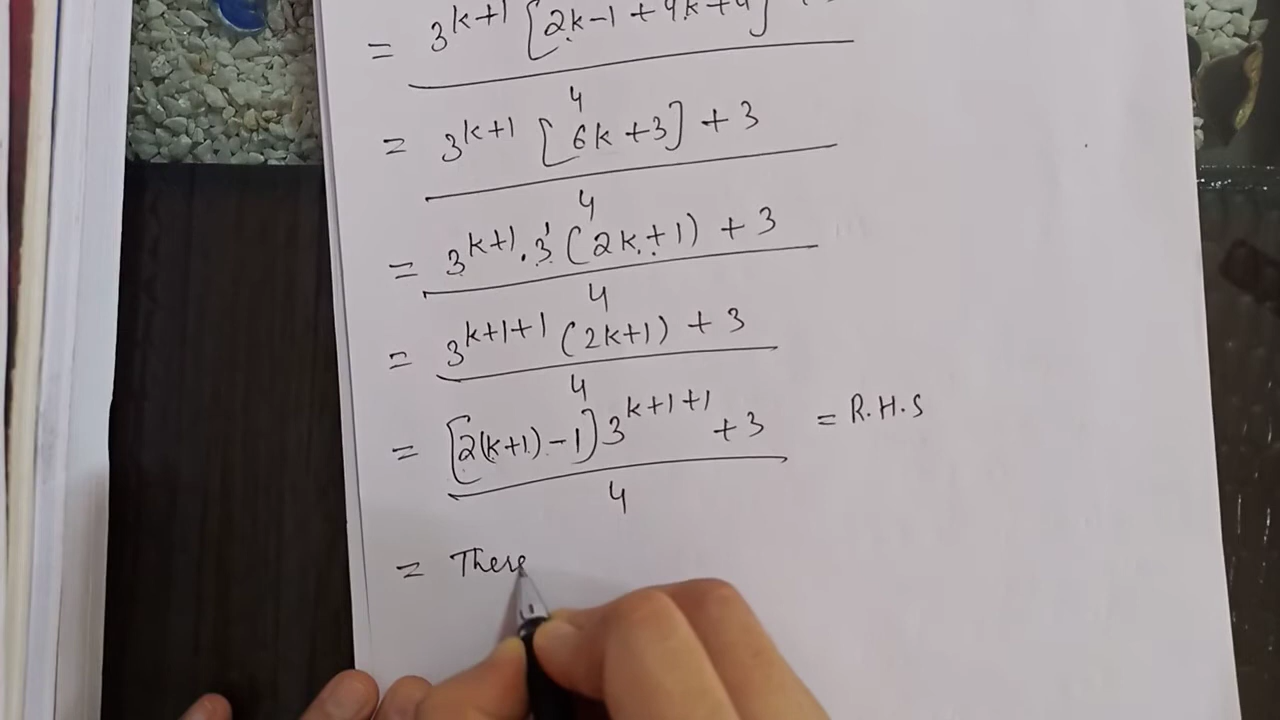 = 3^{k+1} [2k-1 + 4k+4]
4
= 3^{k+1} [6k+3] + 3
4
= 3^{k+1} . 3^1 (2k+1) + 3
4
= 3^{k+1+1} (2k+1) + 3
4
= [2(k+1)-1] 3^{k+1+1} + 3 = R.H.S
4
= There